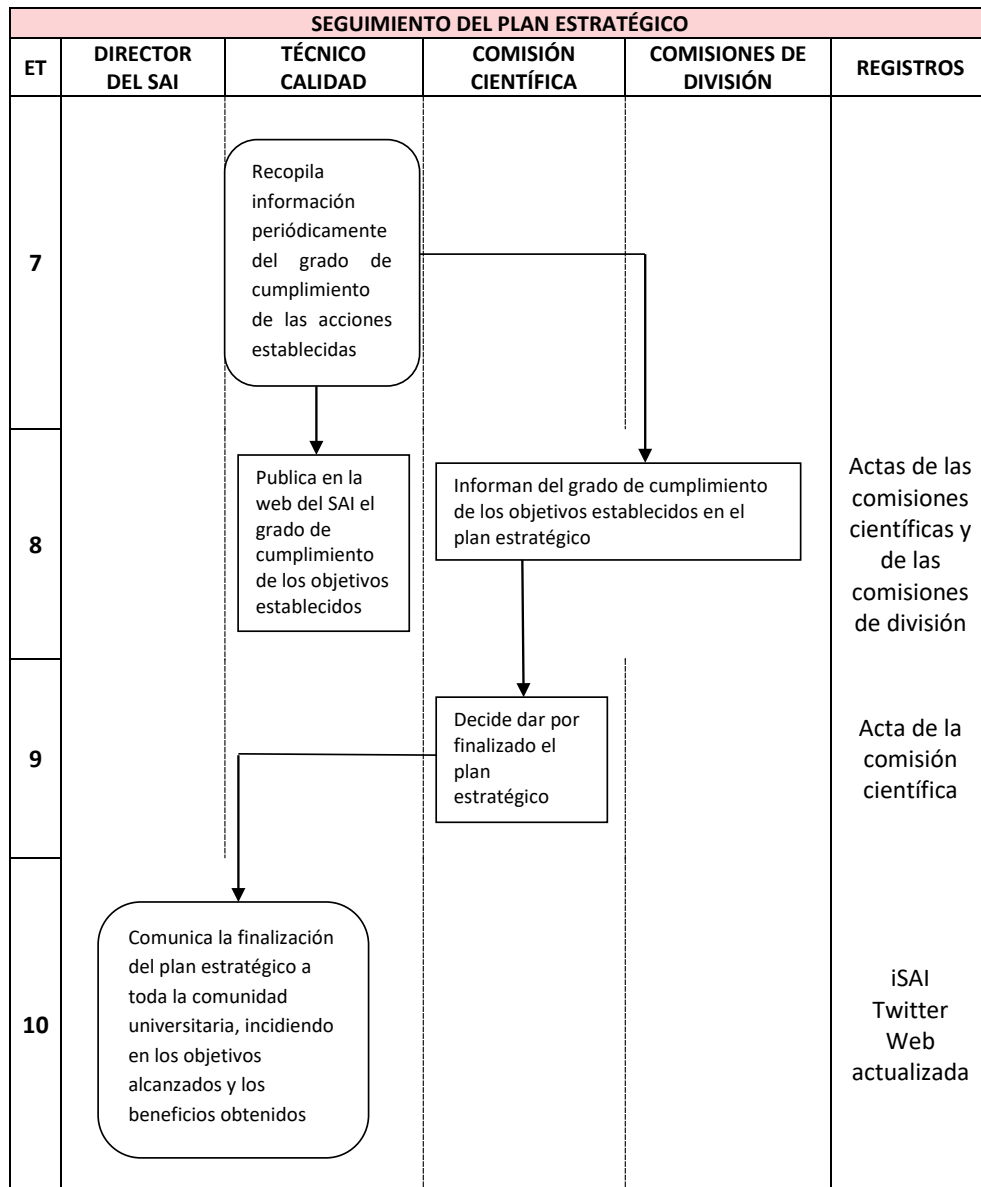 SEGUIMIENTO DEL PLAN ESTRATÉGICO
ET
DIRECTOR
DEL SAI
TÉCNICO
CALIDAD
COMISIÓN
CIENTÍFICA
COMISIONES DE
DIVISIÓN
REGISTROS
7
Recopila
información
periódicamente
del grado de
cumplimiento
de las acciones
establecidas
8
Publica en la
web del SAI el
grado de
cumplimiento
de los objetivos
establecidos
Informan del grado de cumplimiento
de los objetivos establecidos en el
plan estratégico
Actas de las
comisiones
científicas y
de las
comisiones
de división
9
Decide dar por
finalizado el
plan
estratégico
Acta de la
comisión
científica
10
Comunica la finalización
del plan estratégico a
toda la comunidad
universitaria, incidiendo
en los objetivos
alcanzados y los
beneficios obtenidos
iSAI
Twitter
Web
actualizada